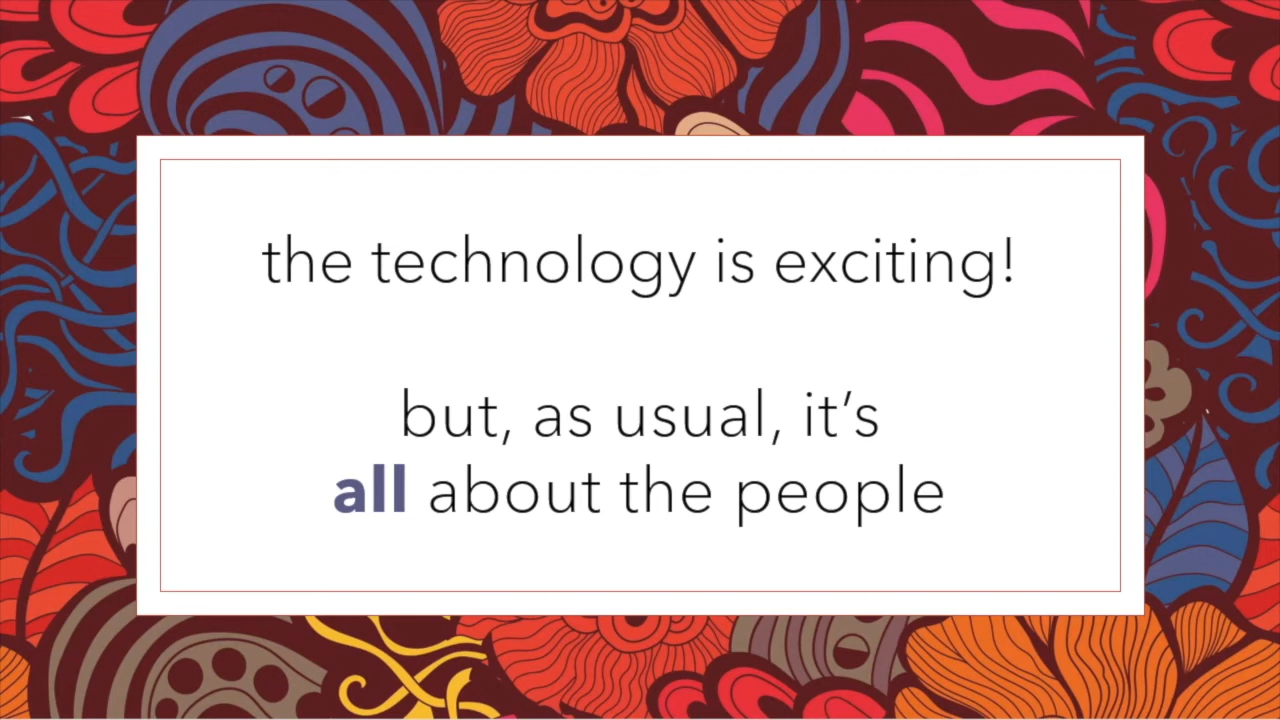 the technology is exciting!
but, as usual, it’s
all about the people